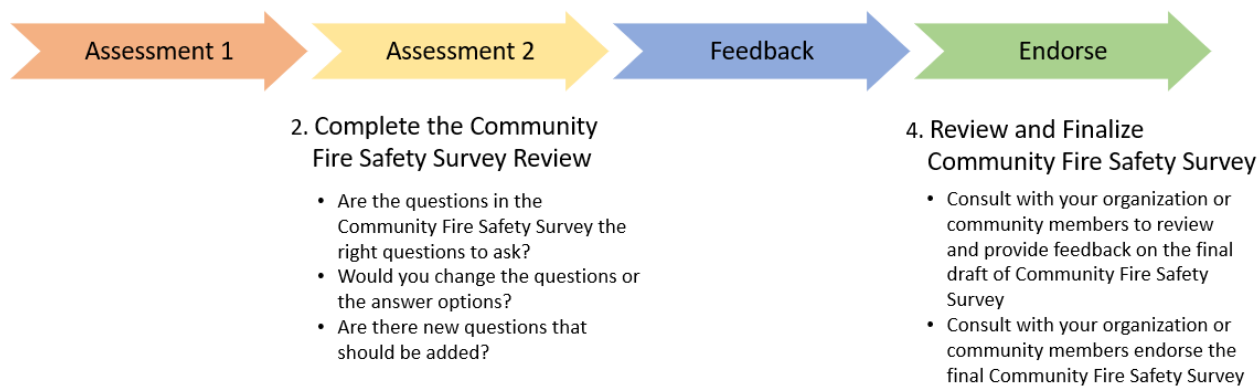 Assessment 1
Assessment 2
Feedback
Endorse
2. Complete the Community
Fire Safety Survey Review
• Are the questions in the
Community Fire Safety Survey the
right questions to ask?
• Would you change the questions or
the answer options?
• Are there new questions that
should be added?
4. Review and Finalize
Community Fire Safety Survey
• Consult with your organization or
community members to review
and provide feedback on the final
draft of Community Fire Safety
Survey
• Consult with your organization or
community members endorse the
final Community Fire Safety Survey